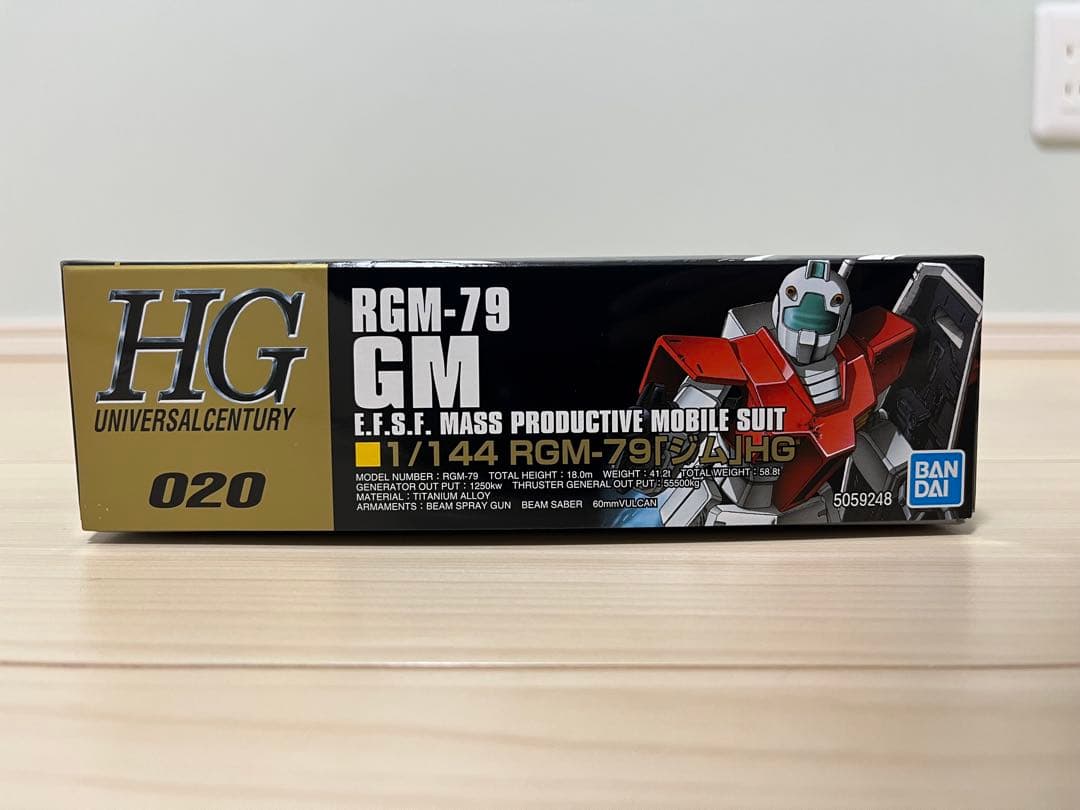 HG
UNIVERSAL CENTURY
020
RGM-79
GM
E.F.S.F. MASS PRODUCTIVE MOBILE SUIT
1/144 RGM-79「ジム」HG
MODEL NUMBER : RGM-79 TOTAL HEIGHT : 18.0m WEIGHT : 41.2t TOTAL WEIGHT : 58.8t
GENERATOR OUT PUT : 1250kw THRUSTER GENERAL OUT PUT : 55500kg
MATERIAL : TITANIUM ALLOY
ARMAMENTS : BEAM SPRAY GUN BEAM SABER 60mmVULCAN
5059248
BAN
DAI